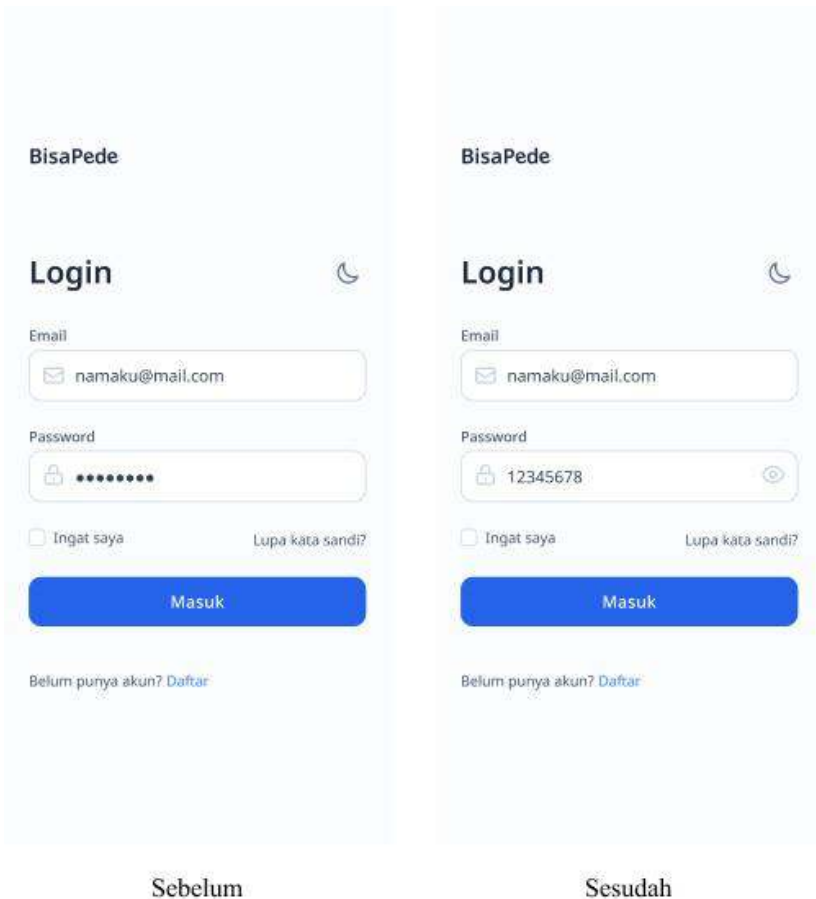 BisaPede
Login
Email
namaku@mail.com
Password
••••••••
Ingat saya
Lupa kata sandi?
Masuk
Belum punya akun? Daftar
Sebelum
BisaPede
Login
Email
namaku@mail.com
Password
12345678
Ingat saya
Lupa kata sandi?
Masuk
Belum punya akun? Daftar
Sesudah